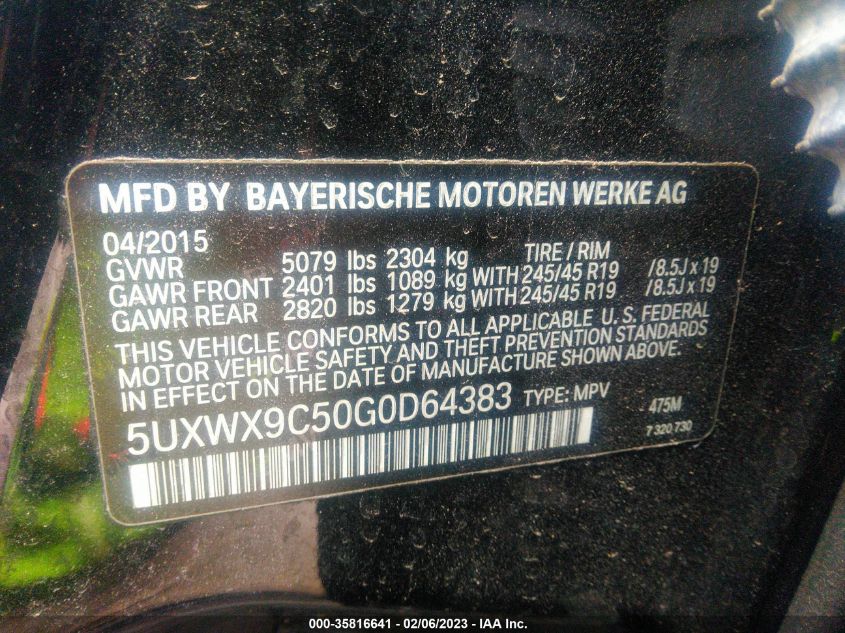 MFD BY BAYERISCHE MOTOREN WERKE AG
04/2015 TIRE / RIM
GVWR 5079 lbs 2304 kg
GAWR FRONT 2401 lbs 1089 kg WITH 245/45 R19 /8.5J x 19
GAWR REAR 2820 lbs 1279 kg WITH 245/45 R19 /8.5J x 19
THIS VEHICLE CONFORMS TO ALL APPLICABLE U. S. FEDERAL
MOTOR VEHICLE SAFETY AND THEFT PREVENTION STANDARDS
IN EFFECT ON THE DATE OF MANUFACTURE SHOWN ABOVE.
5UXWX9C50G0D64383 TYPE: MPV 475M
7 320 730
000-35816641 - 02/06/2023 - IAA Inc.